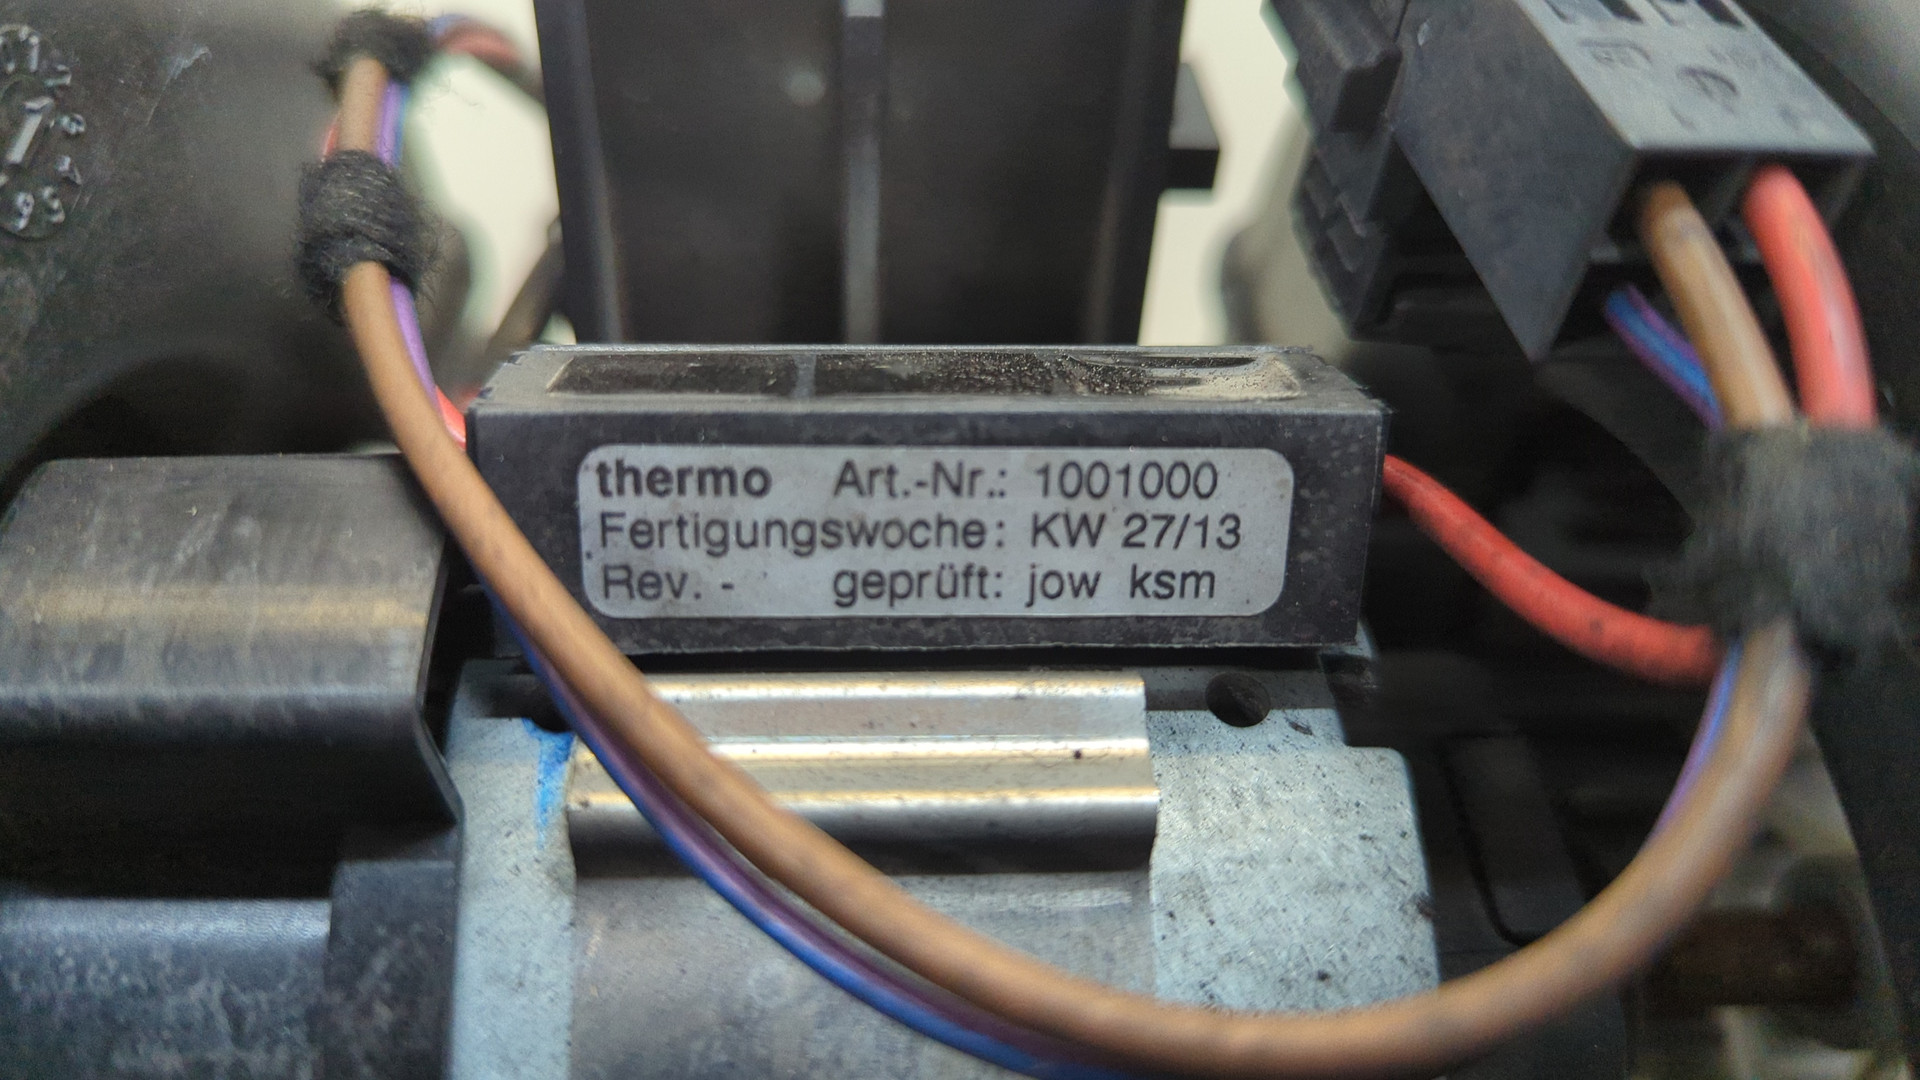 thermo Art.-Nr.: 1001000
Fertigungswoche: KW 27/13
Rev. - geprüft: jow ksm